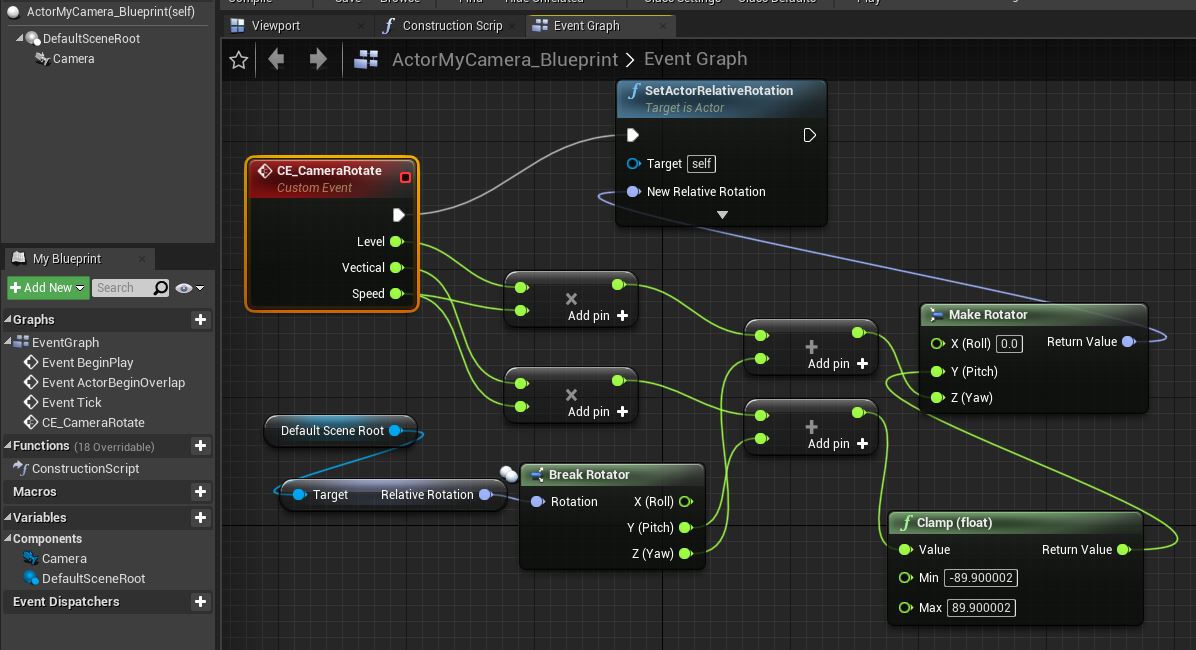 ActorMyCamera_Blueprint(self)
DefaultSceneRoot
Camera
My Blueprint
Add New
Search
Graphs
EventGraph
Event BeginPlay
Event ActorBeginOverlap
Event Tick
CE_CameraRotate
Functions (18 Overridable)
ConstructionScript
Macros
Variables
Components
Camera
DefaultSceneRoot
Event Dispatchers
Viewport
Construction Scrip
Event Graph
ActorMyCamera_Blueprint > Event Graph
SetActorRelativeRotation
Target is Actor
Target self
New Relative Rotation
CE_CameraRotate
Custom Event
Level
Vectical
Speed
Add pin
Add pin
Add pin
Add pin
Default Scene Root
Target Relative Rotation
Break Rotator
Rotation X (Roll)
Y (Pitch)
Z (Yaw)
Make Rotator
X (Roll) 0.0 Return Value
Y (Pitch)
Z (Yaw)
Clamp (float)
Value Return Value
Min -89.900002
Max 89.900002